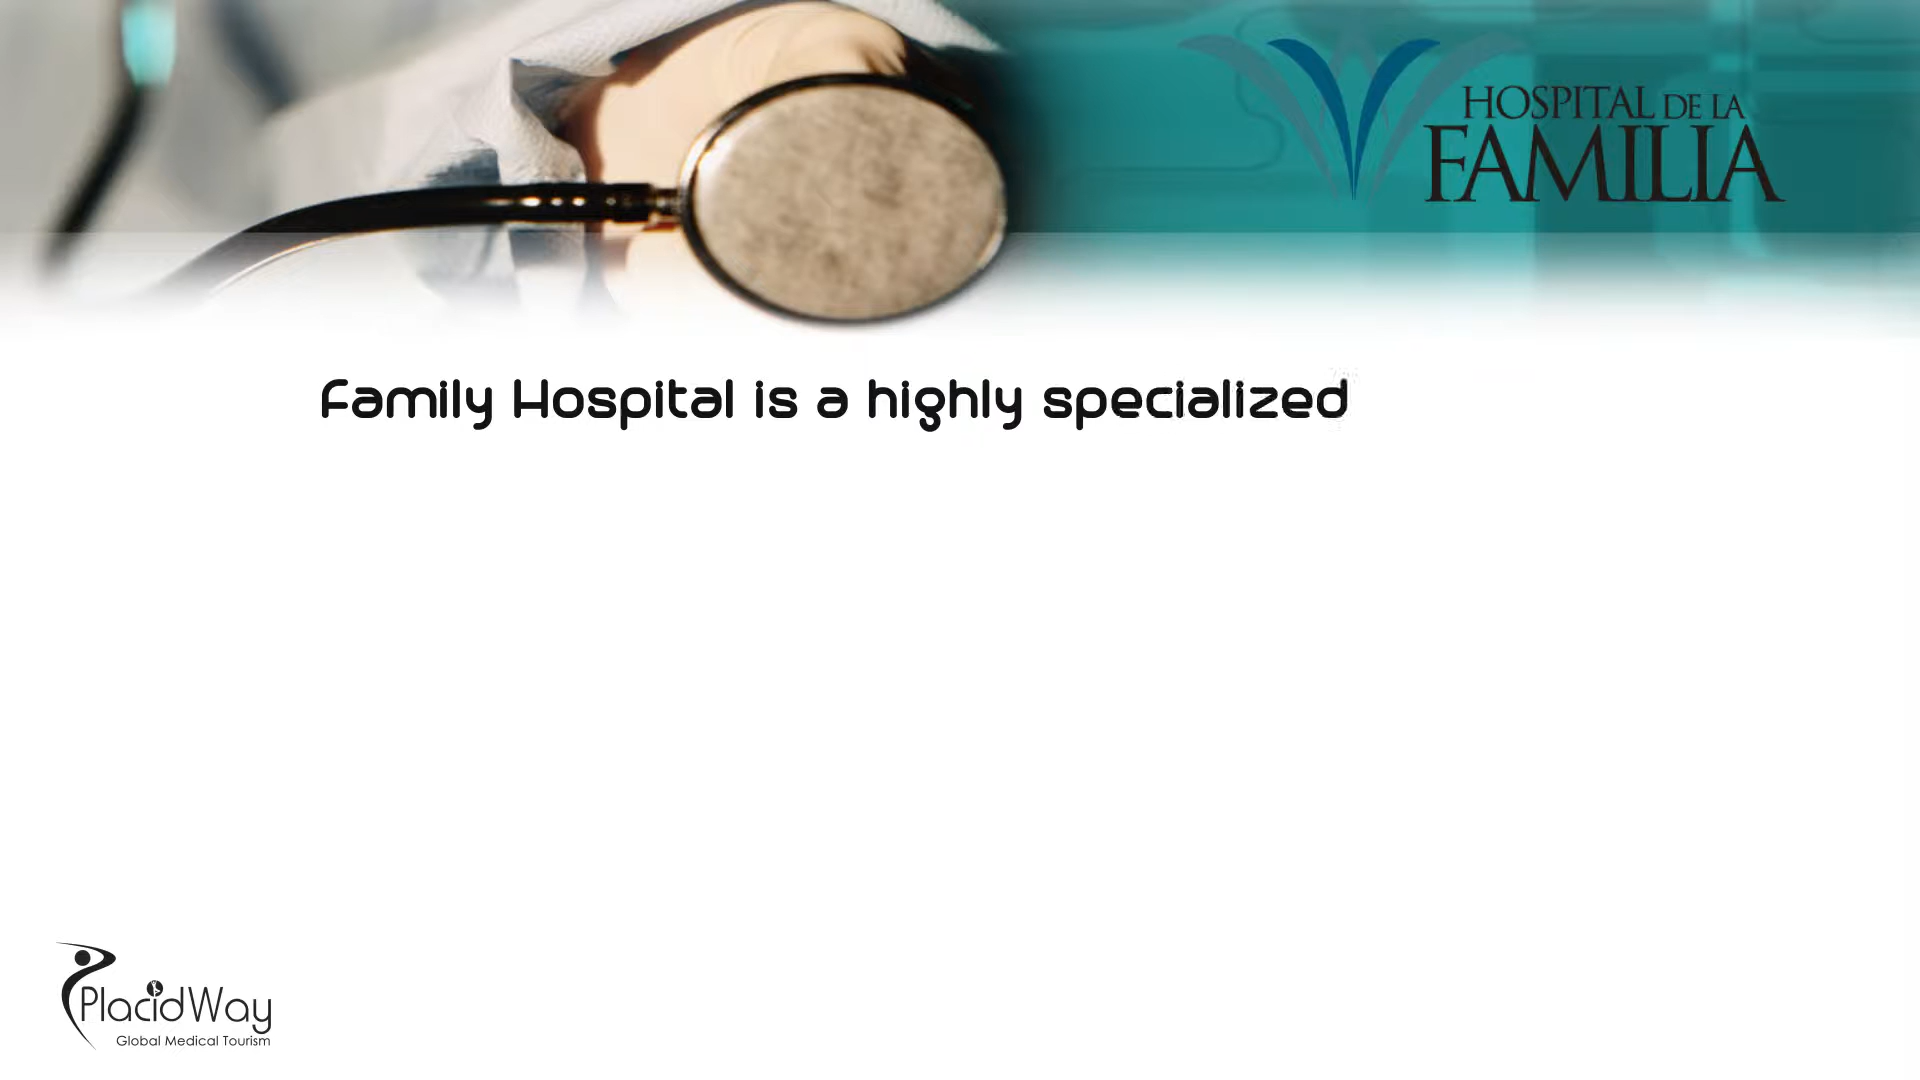 HOSPITAL DE LA
FAMILIA
Family Hospital is a highly specialized
PlacidWay
Global Medical Tourism